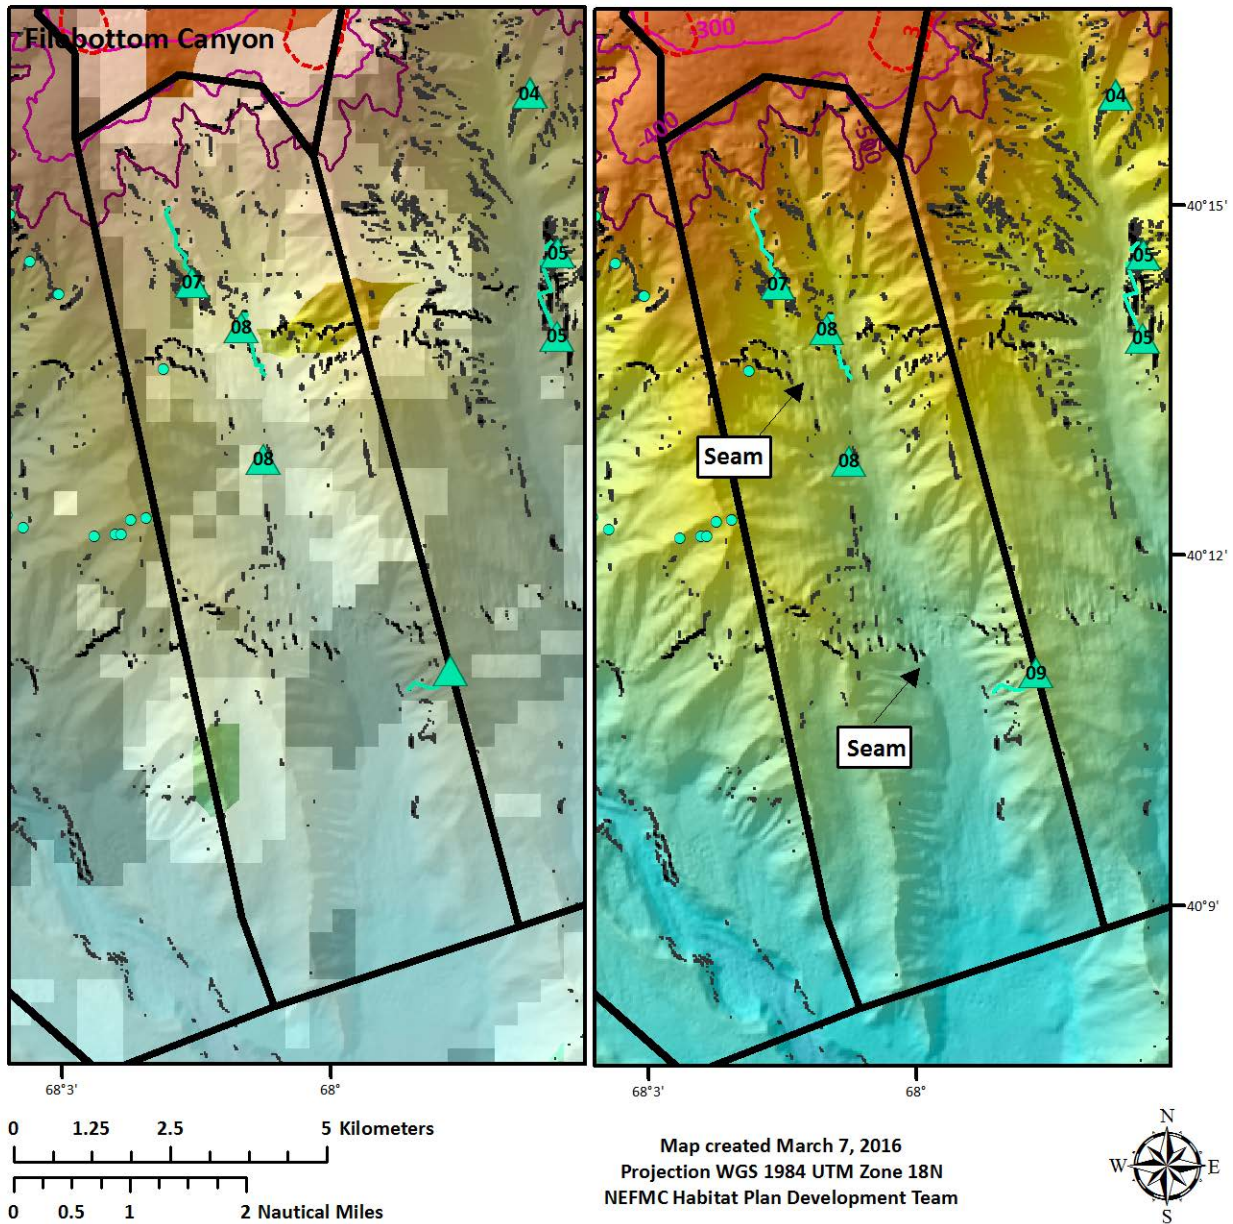 Filebottom Canyon
04
07
08
05
05
08
-300
3
-400
-500
04
07
08
05
05
Seam
08
09
Seam
40°15'
40°12'
40°9'
68°3'
68°
68°3'
68°
0 1.25 2.5 5 Kilometers
0 0.5 1 2 Nautical Miles
Map created March 7, 2016
Projection WGS 1984 UTM Zone 18N
NEFMC Habitat Plan Development Team
N
W E
S